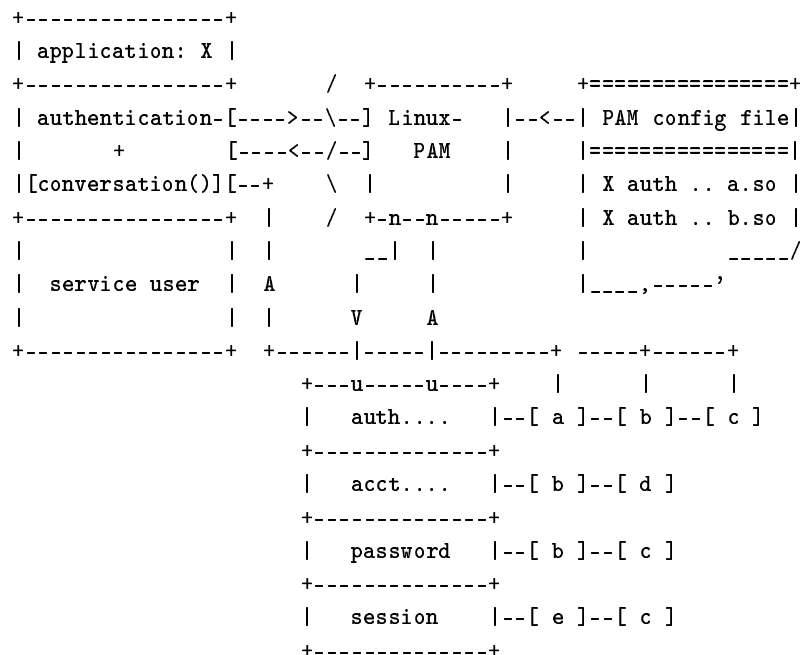 +----------------+
| application: X |
+----------------+       /  +----------+     +================+
| authentication-[---->--\--] Linux-   |--<--| PAM config file|
|       +        [----<--/--]   PAM    |     |================|
|[conversation()][--+    \  |          |     | X auth .. a.so |
+----------------+  |    /  +-n--n-----+     | X auth .. b.so |
|                |  |       __|  |           |           _____/
|  service user  |  A      |     |           |____,-----'
|                |  |      V     A
+----------------+  +------|-----|---------+ -----+------+
                       +---u-----u----+    |      |      |
                       |   auth....   |--[ a ]--[ b ]--[ c ]
                       +--------------+
                       |   acct....   |--[ b ]--[ d ]
                       +--------------+
                       |   password   |--[ b ]--[ c ]
                       +--------------+
                       |   session    |--[ e ]--[ c ]
                       +--------------+